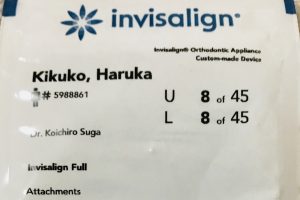 invisalign®
Invisalign® Orthodontic Appliance
Custom-made Device
Kikuko, Haruka
# 5988861
U 8 of 45
L 8 of 45
Dr. Koichiro Suga
Invisalign Full
Attachments